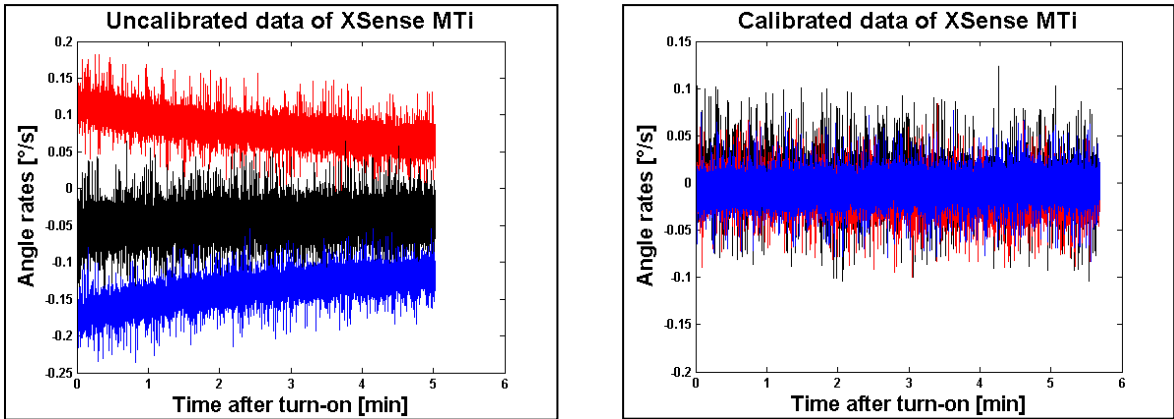 Uncalibrated data of XSense MTi
0.2
0.15
0.1
0.05
0
-0.05
-0.1
-0.15
-0.2
-0.25
Angle rates [°/s]
0 1 2 3 4 5 6
Time after turn-on [min]
Calibrated data of XSense MTi
0.15
0.1
0.05
0
-0.05
-0.1
-0.15
-0.2
Angle rates [°/s]
0 1 2 3 4 5 6
Time after turn-on [min]